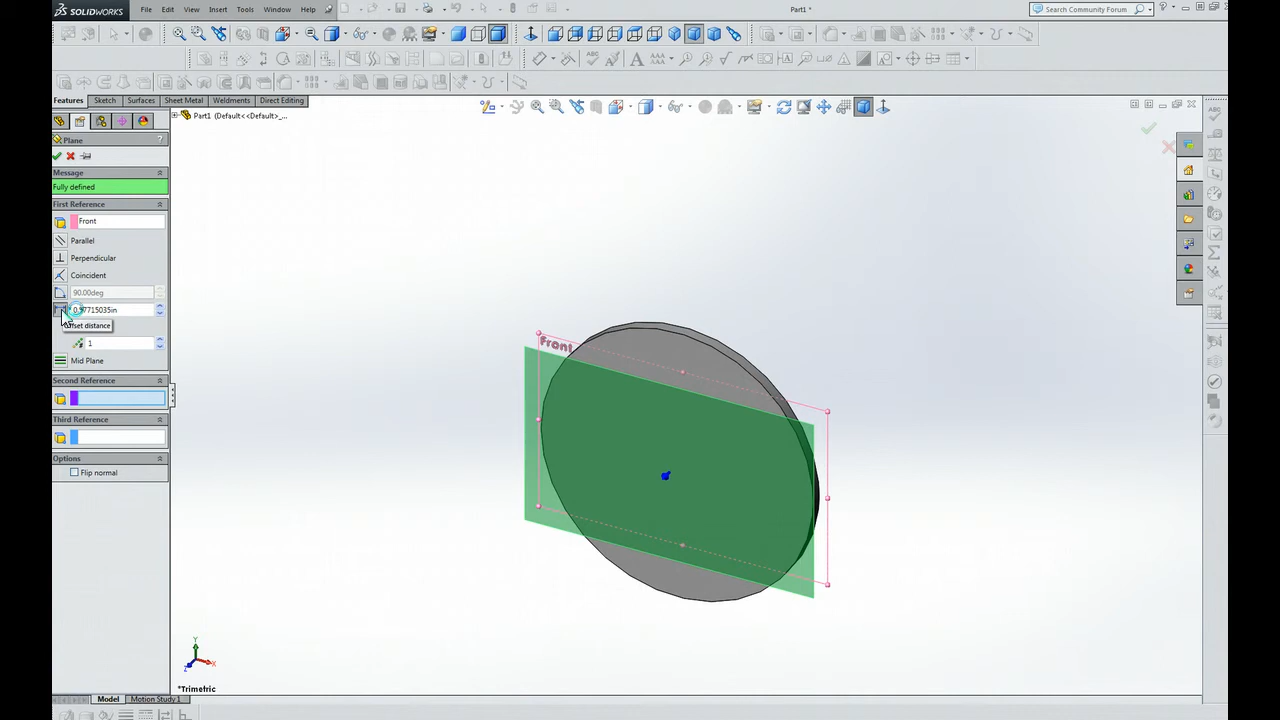 SOLIDWORKS File Edit View Insert Tools Window Help Part1 * Search Community Forum
Features Sketch Surfaces Sheet Metal Weldments Direct Editing
Part1 (Default<<Default>_...
Plane ?
Message
Fully defined
First Reference
Front
Parallel
Perpendicular
Coincident
90.00deg
77715035in
set distance
1
Mid Plane
Second Reference
Third Reference
Options
Flip normal
Front
Y
X
Z
*Trimetric
Model Motion Study 1